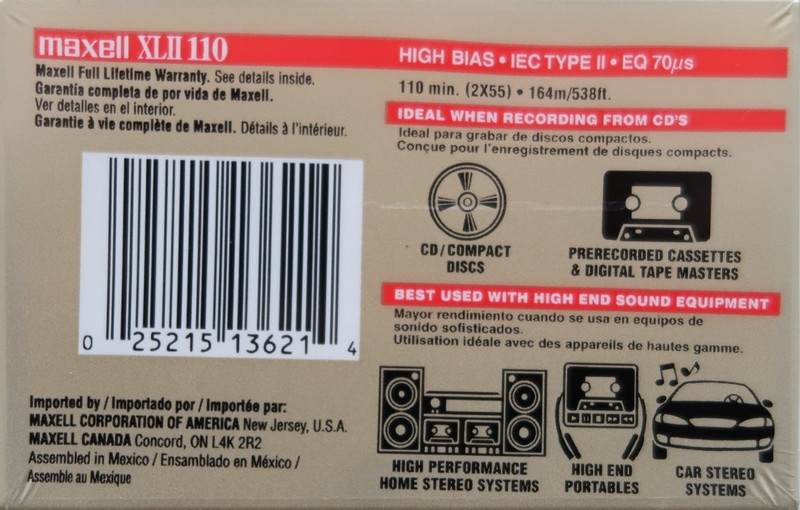 maxell XLII 110
Maxell Full Lifetime Warranty. See details inside.
Garantía completa de por vida de Maxell.
Ver detalles en el interior.
Garantie à vie complète de Maxell. Détails à l'intérieur.
0 25215 13621 4
Imported by / Importado por / Importée par:
MAXELL CORPORATION OF AMERICA New Jersey, U.S.A.
MAXELL CANADA Concord, ON L4K 2R2
Assembled in Mexico / Ensamblado en México /
Assemble au Mexique
HIGH BIAS • IEC TYPE II • EQ 70µs
110 min. (2X55) • 164m/538ft.
IDEAL WHEN RECORDING FROM CD'S
Ideal para grabar de discos compactos.
Conçue pour l'enregistrement de disques compacts.
CD/COMPACT
DISCS
PRERECORDED CASSETTES
& DIGITAL TAPE MASTERS
BEST USED WITH HIGH END SOUND EQUIPMENT
Mayor rendimiento cuando se usa en equipos de
sonido sofisticados.
Utilisation idéale avec des appareils de hautes gamme.
HIGH PERFORMANCE
HOME STEREO SYSTEMS
HIGH END
PORTABLES
CAR STEREO
SYSTEMS